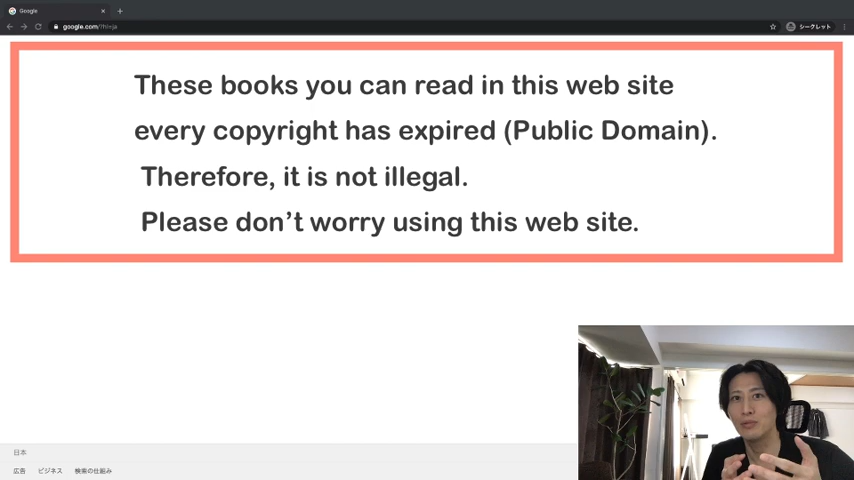 Google
google.com/?hl=ja
シークレット
These books you can read in this web site
every copyright has expired (Public Domain).
Therefore, it is not illegal.
Please don’t worry using this web site.
日本
広告 ビジネス 検索の仕組み